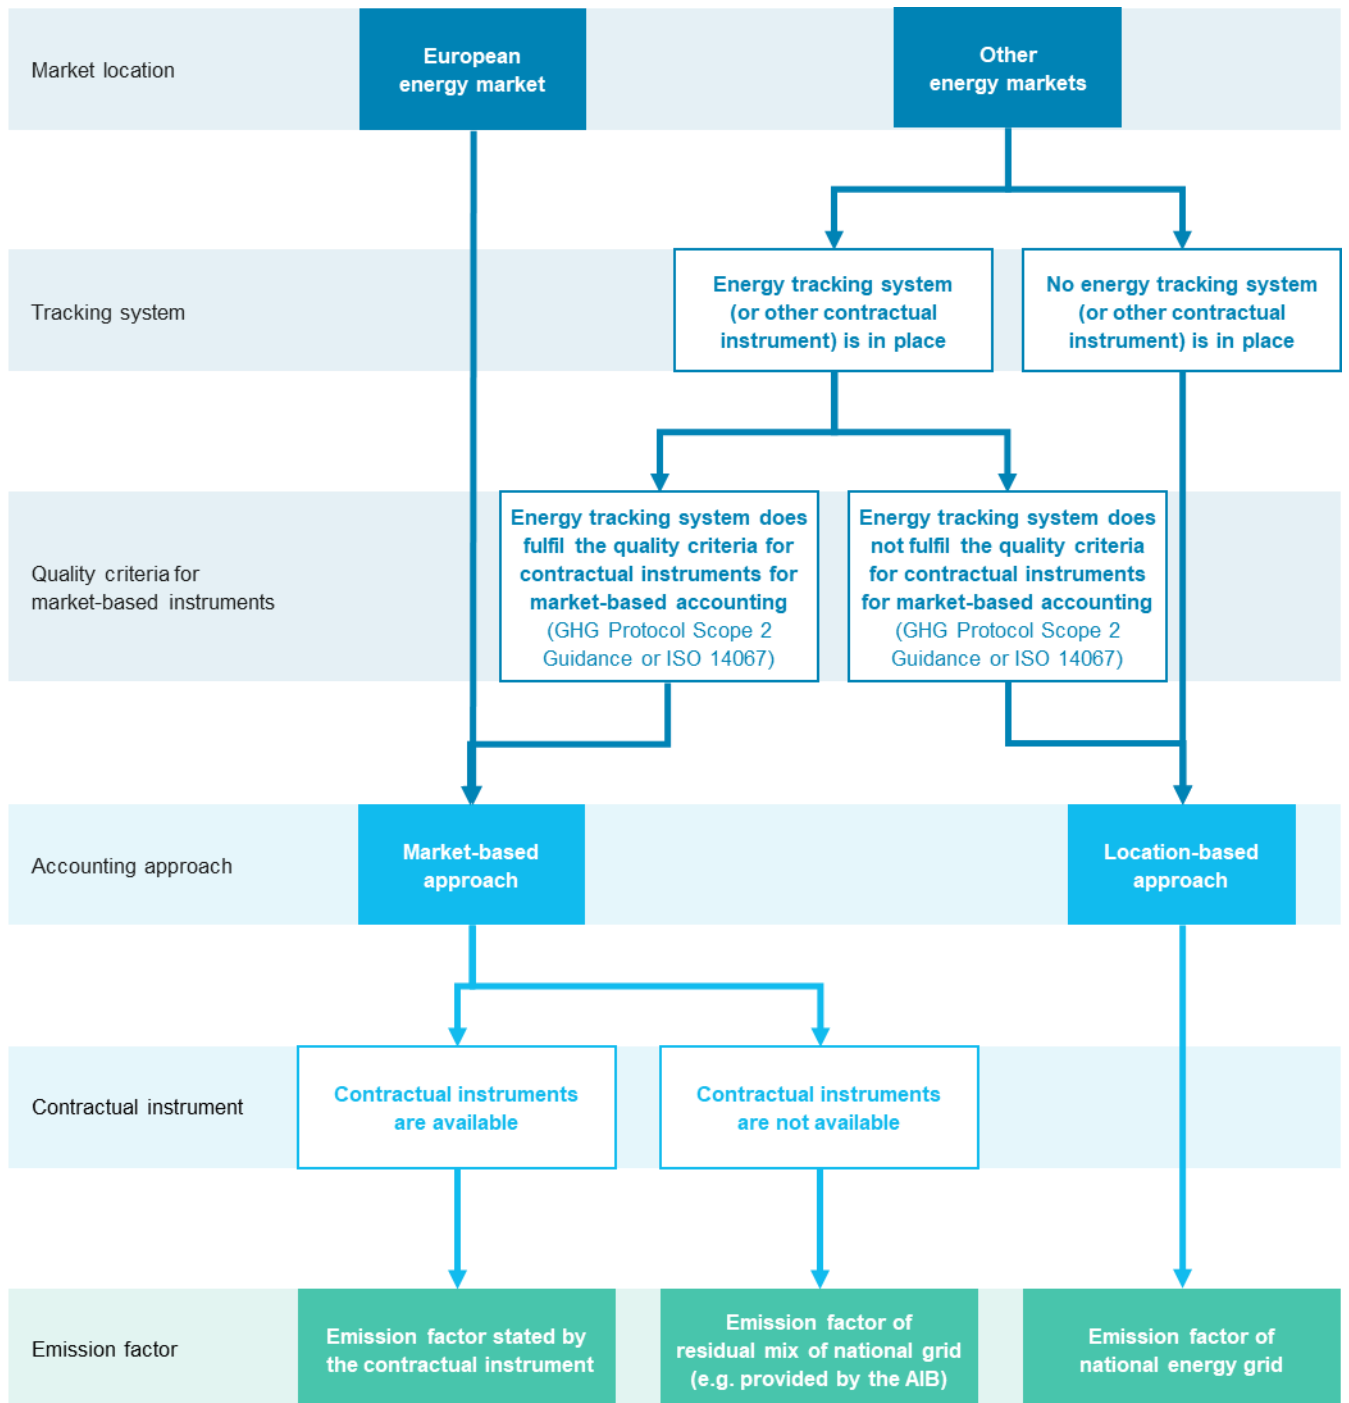 Market location
European
energy market
Other
energy markets
Tracking system
Energy tracking system
(or other contractual
instrument) is in place
No energy tracking system
(or other contractual
instrument) is in place
Quality criteria for
market-based instruments
Energy tracking system does
fulfil the quality criteria for
contractual instruments for
market-based accounting
(GHG Protocol Scope 2
Guidance or ISO 14067)
Energy tracking system does
not fulfil the quality criteria
for contractual instruments
for market-based accounting
(GHG Protocol Scope 2
Guidance or ISO 14067)
Accounting approach
Market-based
approach
Location-based
approach
Contractual instrument
Contractual instruments
are available
Contractual instruments
are not available
Emission factor
Emission factor stated by
the contractual instrument
Emission factor of
residual mix of national grid
(e.g. provided by the AIB)
Emission factor of
national energy grid